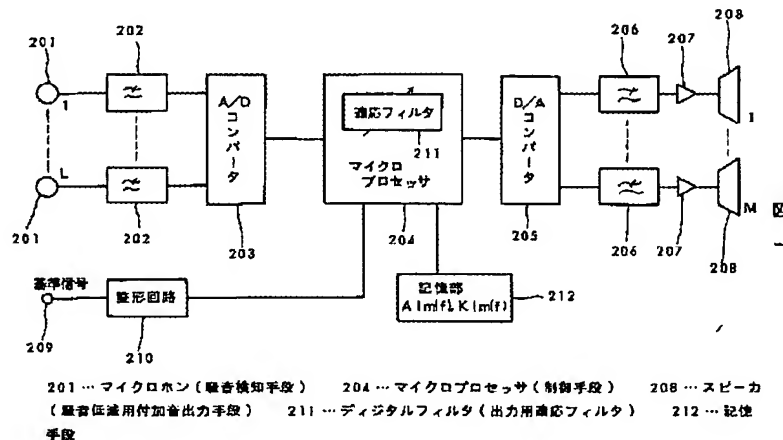 201
202
206
207
208
1
A/D
コンバータ
適応フィルタ
211
マイクロ
プロセッサ
D/A
コンバータ
1
L
201
202
203
204
205
206
207
208
M
図
一
基準信号
209
整形回路
210
記憶部
212
201 … マイクロホン(騒音検知手段) 204 … マイクロプロセッサ(制御手段) 208 … スピーカ
(騒音低減用付加音出力手段) 211 … ディジタルフィルタ(出力用適応フィルタ) 212 … 記憶
手段